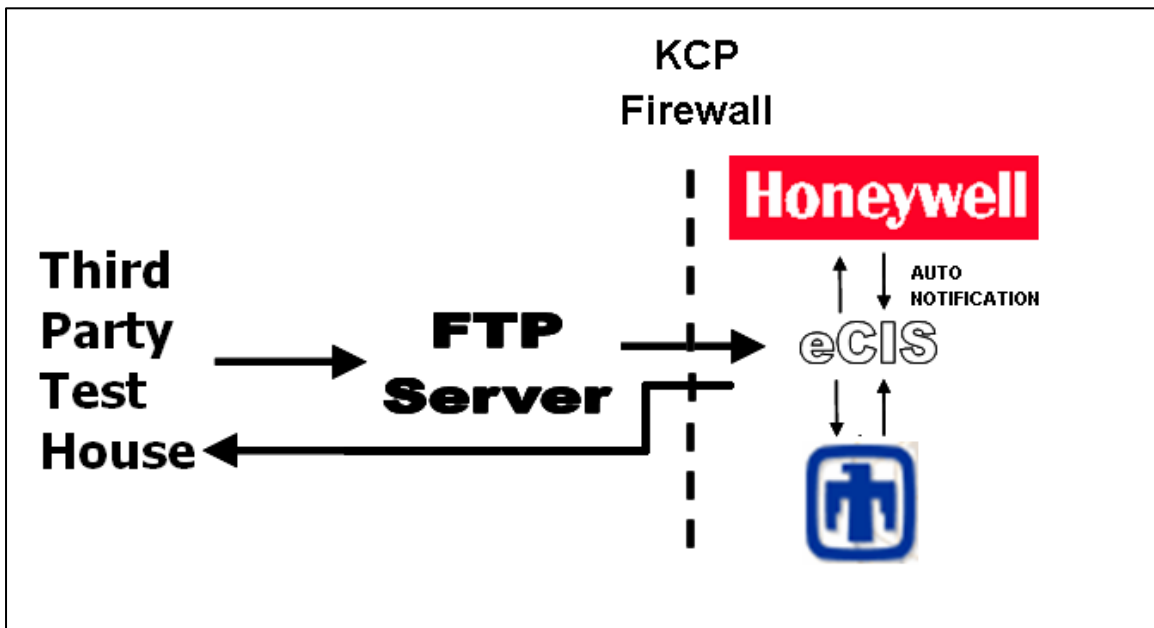 KCP
Firewall
Honeywell
AUTO
NOTIFICATION
eCIS
Third
Party
Test
House
FTP
Server